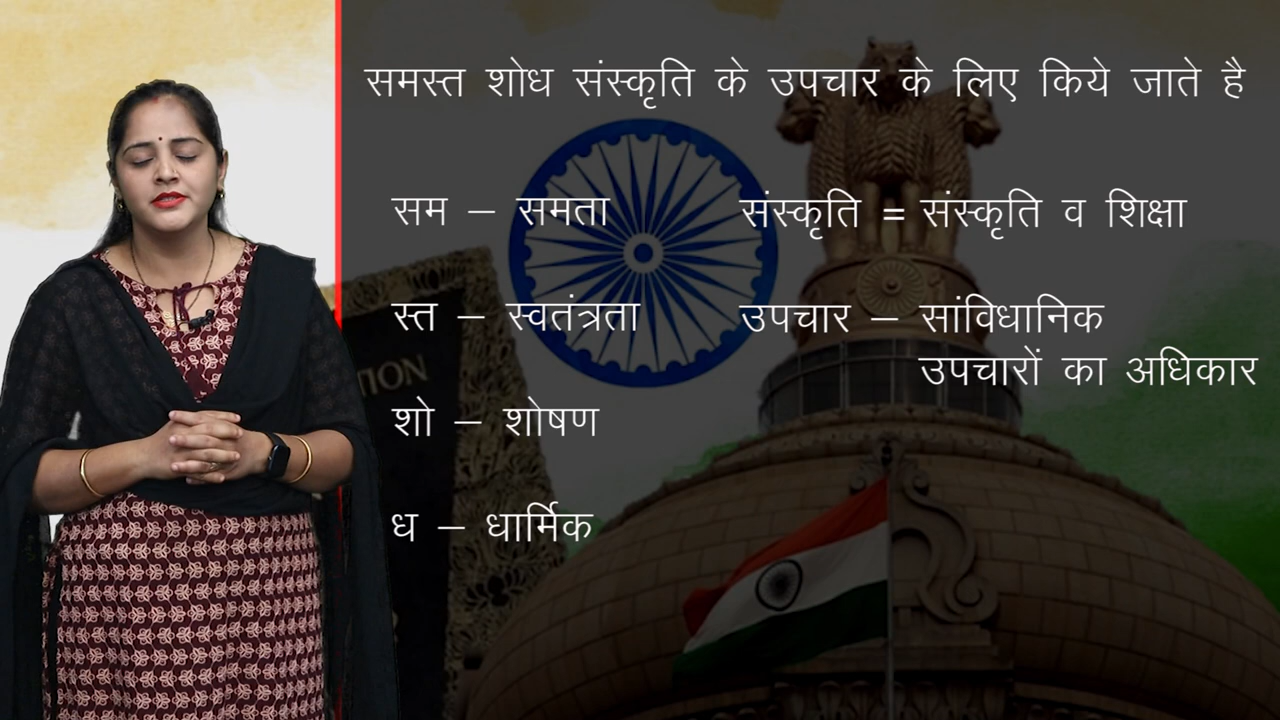 समस्त शोध संस्कृति के उपचार के लिए किये जाते है
सम – समता
स्त – स्वतंत्रता
शो – शोषण
ध – धार्मिक
संस्कृति = संस्कृति व शिक्षा
उपचार – सांविधानिक
उपचारों का अधिकार
TION